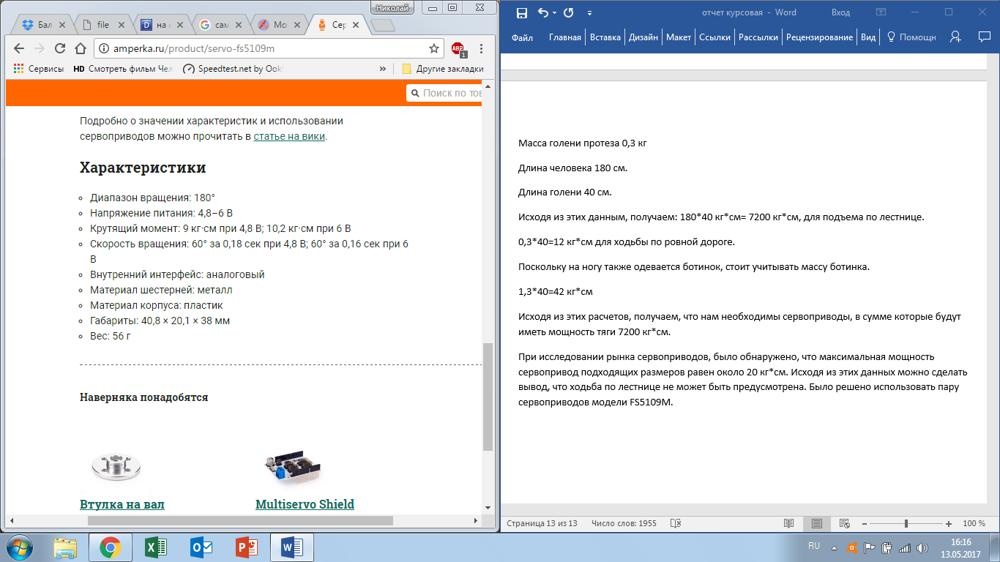 Николай
Бал
file
на с
сам
Мо
Сер
amperka.ru/product/servo-fs5109m
ABP
1
Сервисы
HD Смотреть фильм Чел
Speedtest.net by Ook
»
Другие закладки
Поиск по тов
Подробно о значении характеристик и использовании
сервоприводов можно прочитать в статье на вики.
Характеристики
Диапазон вращения: 180°
Напряжение питания: 4,8–6 В
Крутящий момент: 9 кг·см при 4,8 В; 10,2 кг·см при 6 В
Скорость вращения: 60° за 0,18 сек при 4,8 В; 60° за 0,16 сек при 6
В
Внутренний интерфейс: аналоговый
Материал шестерней: металл
Материал корпуса: пластик
Габариты: 40,8 × 20,1 × 38 мм
Вес: 56 г
Наверняка понадобятся
Втулка на вал
Multiservo Shield
отчет курсовая - Word
Вход
Файл
Главная
Вставка
Дизайн
Макет
Ссылки
Рассылки
Рецензирование
Вид
Помощн
Масса голени протеза 0,3 кг
Длина человека 180 см.
Длина голени 40 см.
Исходя из этих данным, получаем: 180*40 кг*см= 7200 кг*см, для подъема по лестнице.
0,3*40=12 кг*см для ходьбы по ровной дороге.
Поскольку на ногу также одевается ботинок, стоит учитывать массу ботинка.
1,3*40=42 кг*см
Исходя из этих расчетов, получаем, что нам необходимы сервоприводы, в сумме которые будут
иметь мощность тяги 7200 кг*см.
При исследовании рынка сервоприводов, было обнаружено, что максимальная мощность
сервопривод подходящих размеров равен около 20 кг*см. Исходя из этих данных можно сделать
вывод, что ходьба по лестнице не может быть предусмотрена. Было решено использовать пару
сервоприводов модели FS5109M.
Страница 13 из 13
Число слов: 1955
100 %
RU
16:16
13.05.2017